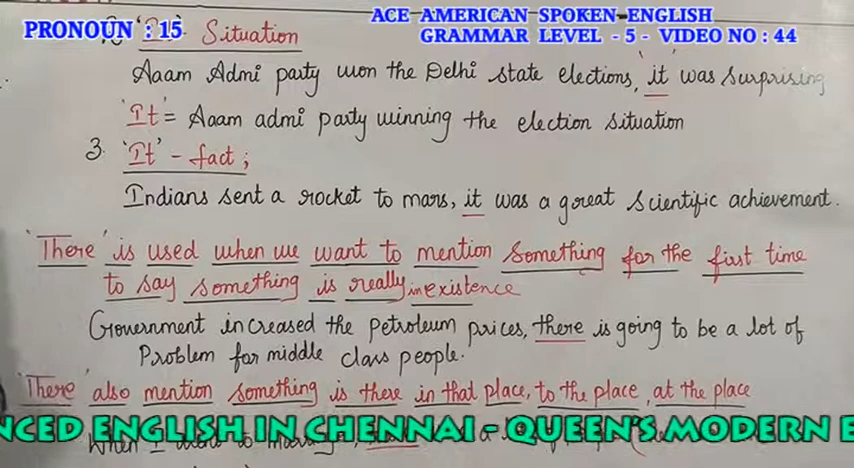 PRONOUN : 15
ACE AMERICAN SPOKEN ENGLISH
GRAMMAR LEVEL - 5 - VIDEO NO : 44
'It' Situation
Aaam Admi party won the Delhi state elections, 'it' was surprising
'It' = Aaam admi party winning the election situation
3. 'It' - fact;
Indians sent a rocket to mars, it was a great scientific achievement.
'There' is used when we want to mention something for the first time
to say something is really in existence
Government increased the petroleum prices, there is going to be a lot of
Problem for middle class people.
'There' also mention something is there in that place, to the place, at the place
NCED ENGLISH IN CHENNAI - QUEEN'S MODERN E
When I went to